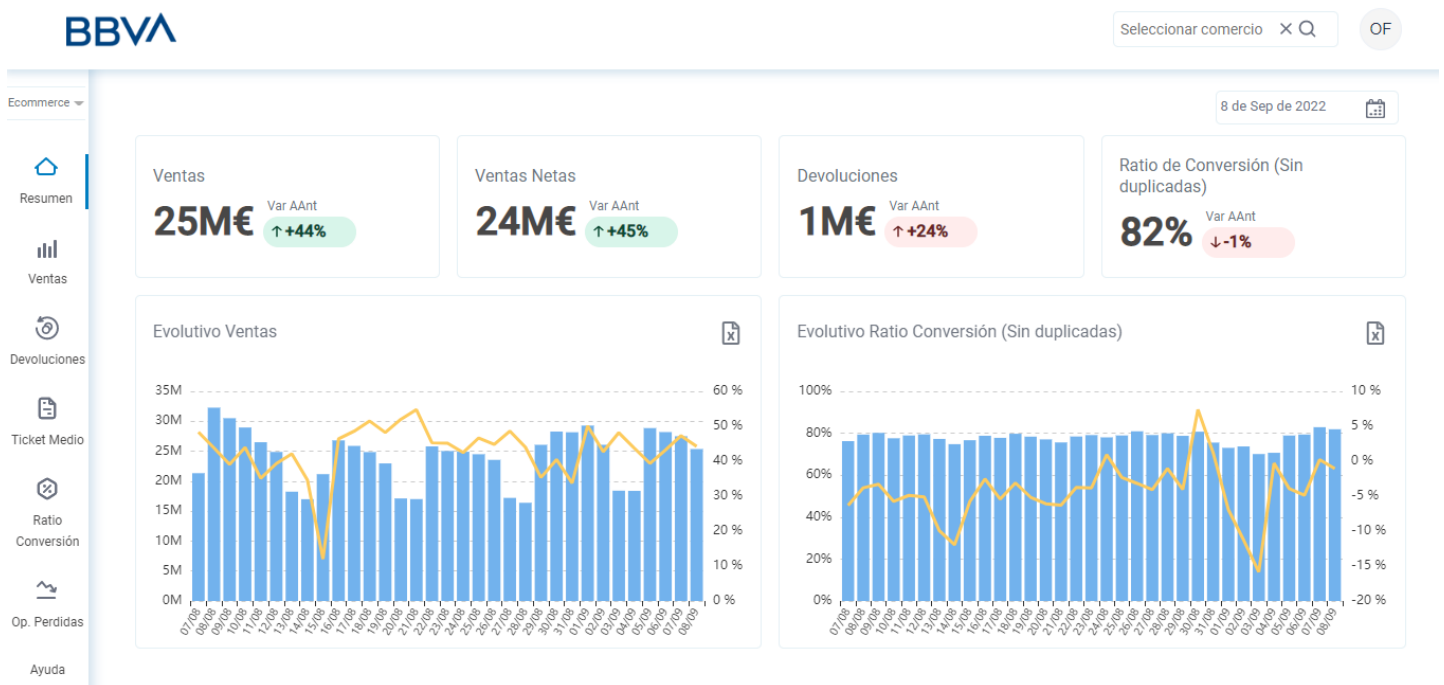 BBVA
Seleccionar comercio
OF
Ecommerce
8 de Sep de 2022
Resumen
Ventas
Devoluciones
Ticket Medio
Ratio
Conversión
Op. Perdidas
Ayuda
Ventas
25M€
Var AAnt
↑+44%
Ventas Netas
24M€
Var AAnt
↑+45%
Devoluciones
1M€
Var AAnt
↑+24%
Ratio de Conversión (Sin
duplicadas)
82%
Var AAnt
↓-1%
Evolutivo Ventas
35M
30M
25M
20M
15M
10M
5M
0M
60 %
50 %
40 %
30 %
20 %
10 %
0 %
07/08
08/08
09/08
10/08
11/08
12/08
13/08
14/08
15/08
16/08
17/08
18/08
19/08
20/08
21/08
22/08
23/08
24/08
25/08
26/08
27/08
28/08
29/08
30/08
31/08
01/09
02/09
03/09
04/09
05/09
06/09
07/09
08/09
Evolutivo Ratio Conversión (Sin duplicadas)
100%
80%
60%
40%
20%
0%
10 %
5 %
0 %
-5 %
-10 %
-15 %
-20 %
07/08
08/08
09/08
10/08
11/08
12/08
13/08
14/08
15/08
16/08
17/08
18/08
19/08
20/08
21/08
22/08
23/08
24/08
25/08
26/08
27/08
28/08
29/08
30/08
31/08
01/09
02/09
03/09
04/09
05/09
06/09
07/09
08/09